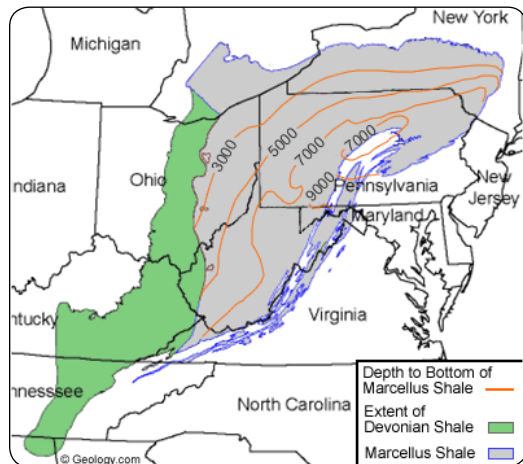 New York
Michigan
3000
5000
7000
7000
9000
Ohio
ndiana
Pennsylvania
New
Jersey
Maryland
Virginia
ntucky
nnesssee
North Carolina
Depth to Bottom of
Marcellus Shale
Extent of
Devonian Shale
Marcellus Shale
© Geology.com